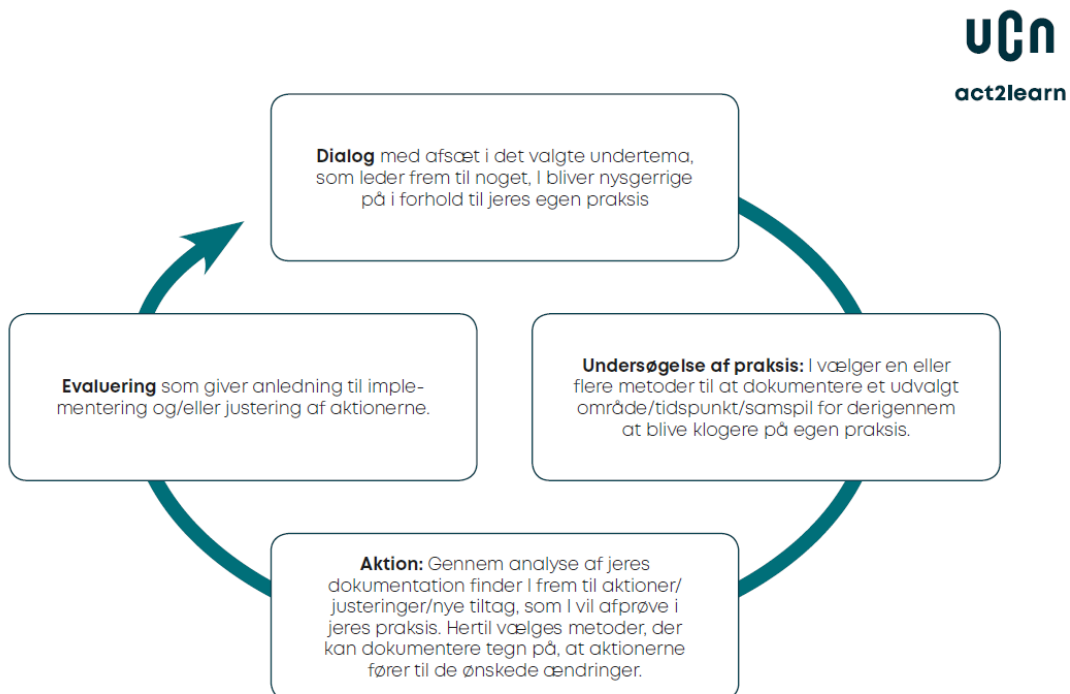 ucn
act2learn
Dialog med afsæt i det valgte undertema,
som leder frem til noget, I bliver nysgerrige
på i forhold til jeres egen praksis
Undersøgelse af praksis: I vælger en eller
flere metoder til at dokumentere et udvalgt
område/tidspunkt/samspil for derigennem
at blive klogere på egen praksis.
Aktion: Gennem analyse af jeres
dokumentation finder I frem til aktioner/
justeringer/nye tiltag, som I vil afprøve i
jeres praksis. Hertil vælges metoder, der
kan dokumentere tegn på, at aktionerne
fører til de ønskede ændringer.
Evaluering som giver anledning til imple-
mentering og/eller justering af aktionerne.